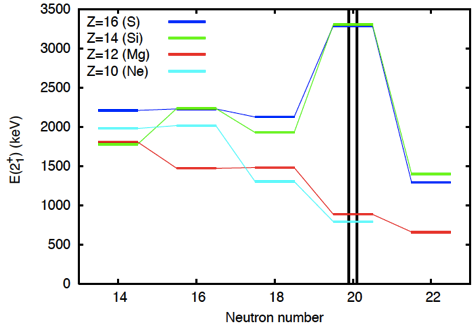 3500
3000
2500
2000
1500
1000
500
0
E(2⁺₁) (keV)
Z=16 (S)
Z=14 (Si)
Z=12 (Mg)
Z=10 (Ne)
14 16 18 20 22
Neutron number